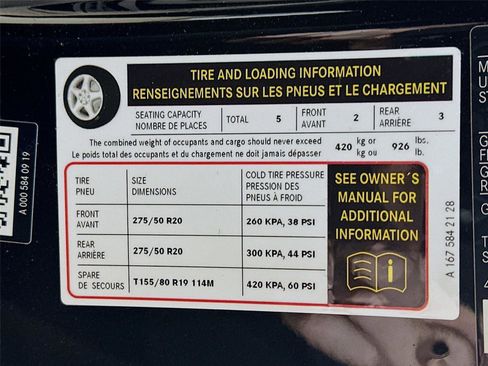 TIRE AND LOADING INFORMATION
RENSEIGNEMENTS SUR LES PNEUS ET LE CHARGEMENT
SEATING CAPACITY
NOMBRE DE PLACES
TOTAL 5
FRONT
AVANT
2
REAR
ARRIÈRE
3
The combined weight of occupants and cargo should never exceed
Le poids total des occupants et du chargement ne doit jamais dépasser
420 kg or
kg ou
926 lbs.
lb.
TIRE
PNEU
SIZE
DIMENSIONS
COLD TIRE PRESSURE
PRESSION DES
PNEUS À FROID
FRONT
AVANT
275/50 R20
260 KPA, 38 PSI
REAR
ARRIÈRE
275/50 R20
300 KPA, 44 PSI
SPARE
DE SECOURS
T155/80 R19 114M
420 KPA, 60 PSI
SEE OWNER´S
MANUAL FOR
ADDITIONAL
INFORMATION
A 167 584 21 28
A 000 584 09 19